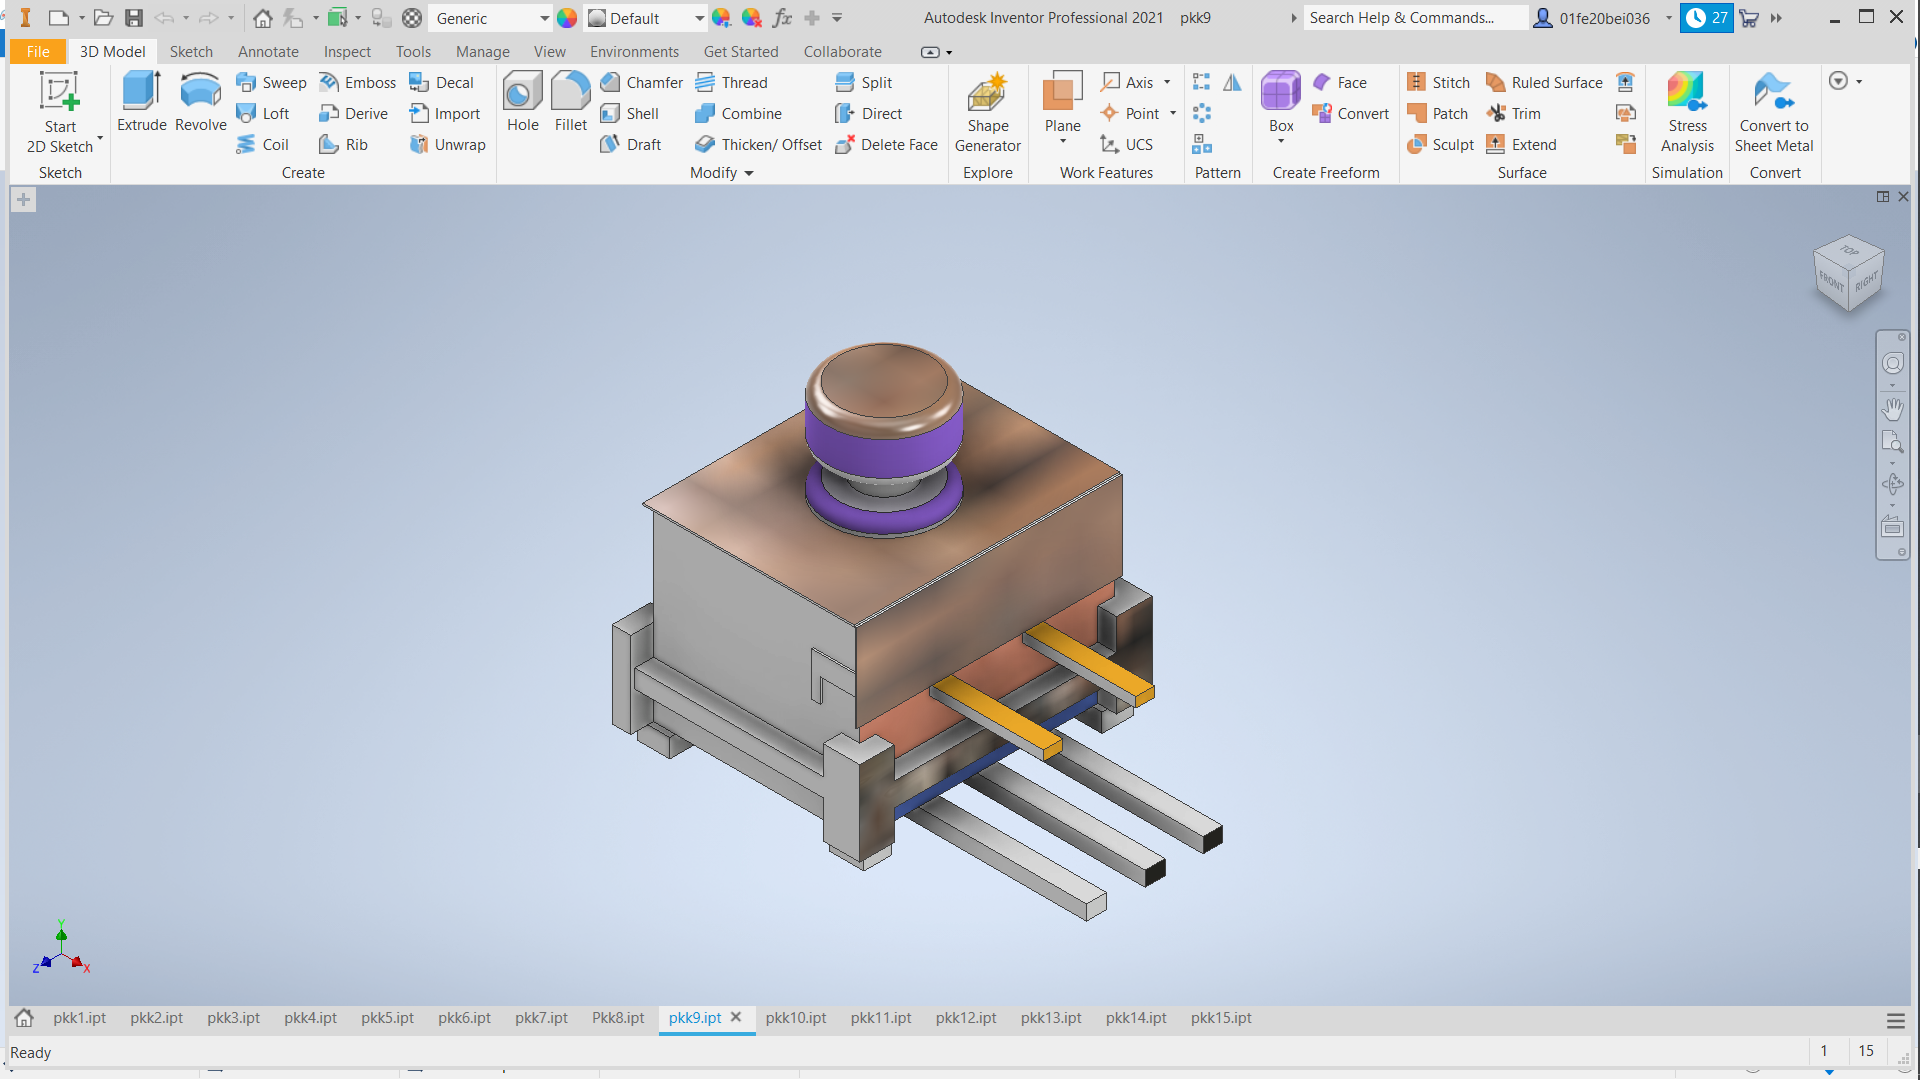 Generic
Default
fx
Autodesk Inventor Professional 2021 pkk9
Search Help & Commands...
01fe20bei036
27
File 3D Model Sketch Annotate Inspect Tools Manage View Environments Get Started Collaborate
Start
2D Sketch
Sketch
Extrude
Revolve
Sweep
Loft
Coil
Emboss
Derive
Rib
Decal
Import
Unwrap
Create
Hole
Fillet
Chamfer
Shell
Draft
Thread
Combine
Thicken/ Offset
Split
Direct
Delete Face
Modify
Shape
Generator
Explore
Plane
Axis
Point
UCS
Work Features
Pattern
Box
Face
Convert
Create Freeform
Stitch
Patch
Sculpt
Ruled Surface
Trim
Extend
Surface
Stress
Analysis
Simulation
Convert to
Sheet Metal
Convert
TOP
FRONT
RIGHT
Y
Z
X
pkk1.ipt pkk2.ipt pkk3.ipt pkk4.ipt pkk5.ipt pkk6.ipt pkk7.ipt Pkk8.ipt pkk9.ipt pkk10.ipt pkk11.ipt pkk12.ipt pkk13.ipt pkk14.ipt pkk15.ipt
Ready
1 15